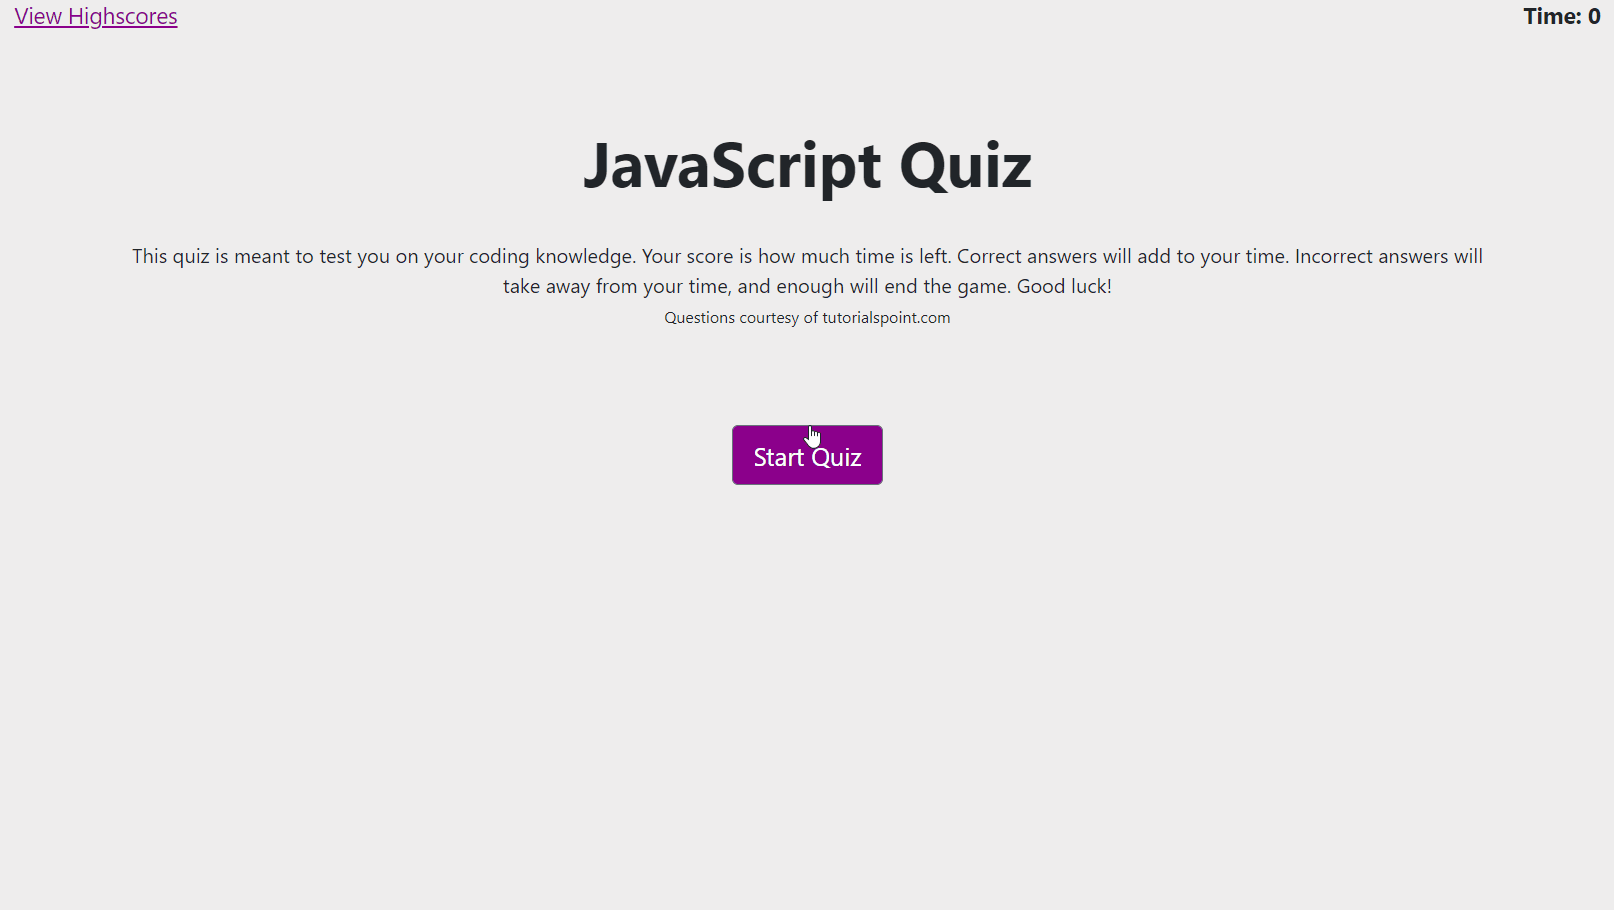 View Highscores
Time: 0
JavaScript Quiz
This quiz is meant to test you on your coding knowledge. Your score is how much time is left. Correct answers will add to your time. Incorrect answers will
take away from your time, and enough will end the game. Good luck!
Questions courtesy of tutorialspoint.com
Start Quiz